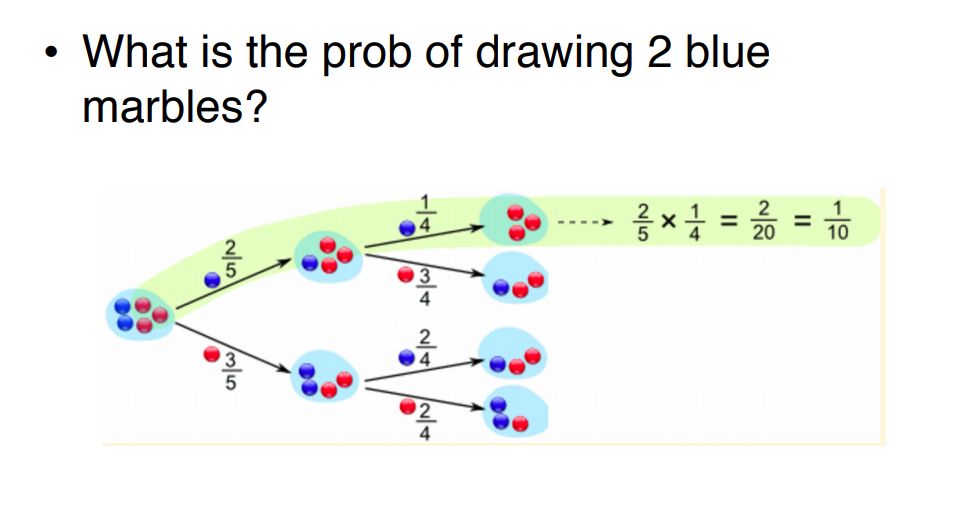 • What is the prob of drawing 2 blue
marbles?
2/5
1/4
2/5 × 1/4 = 2/20 = 1/10
3/4
3/5
2/4
2/4